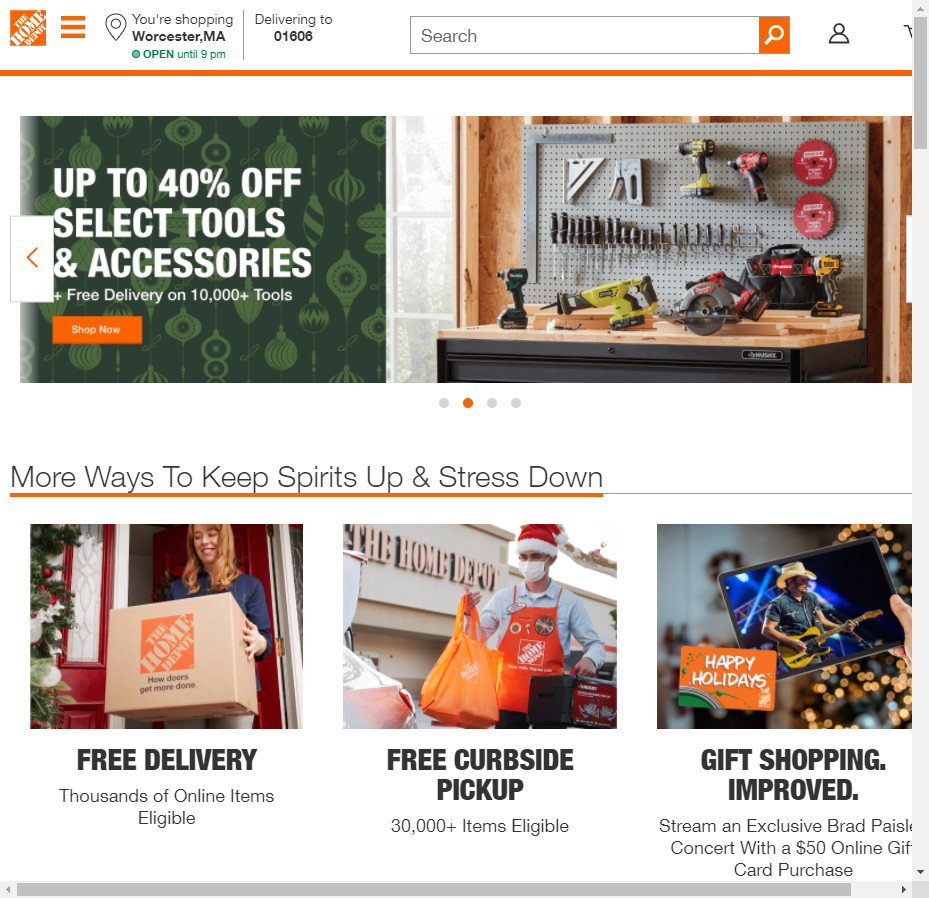 THE HOME DEPOT
You're shopping
Worcester,MA
OPEN until 9 pm
Delivering to
01606
Search
UP TO 40% OFF
SELECT TOOLS
& ACCESSORIES
+ Free Delivery on 10,000+ Tools
Shop Now
HUSKY
More Ways To Keep Spirits Up & Stress Down
THE HOME DEPOT
How doers
get more done.
THE HOME DEPOT
HAPPY
HOLIDAYS
FREE DELIVERY
Thousands of Online Items
Eligible
FREE CURBSIDE
PICKUP
30,000+ Items Eligible
GIFT SHOPPING.
IMPROVED.
Stream an Exclusive Brad Paisle
Concert With a $50 Online Gif
Card Purchase